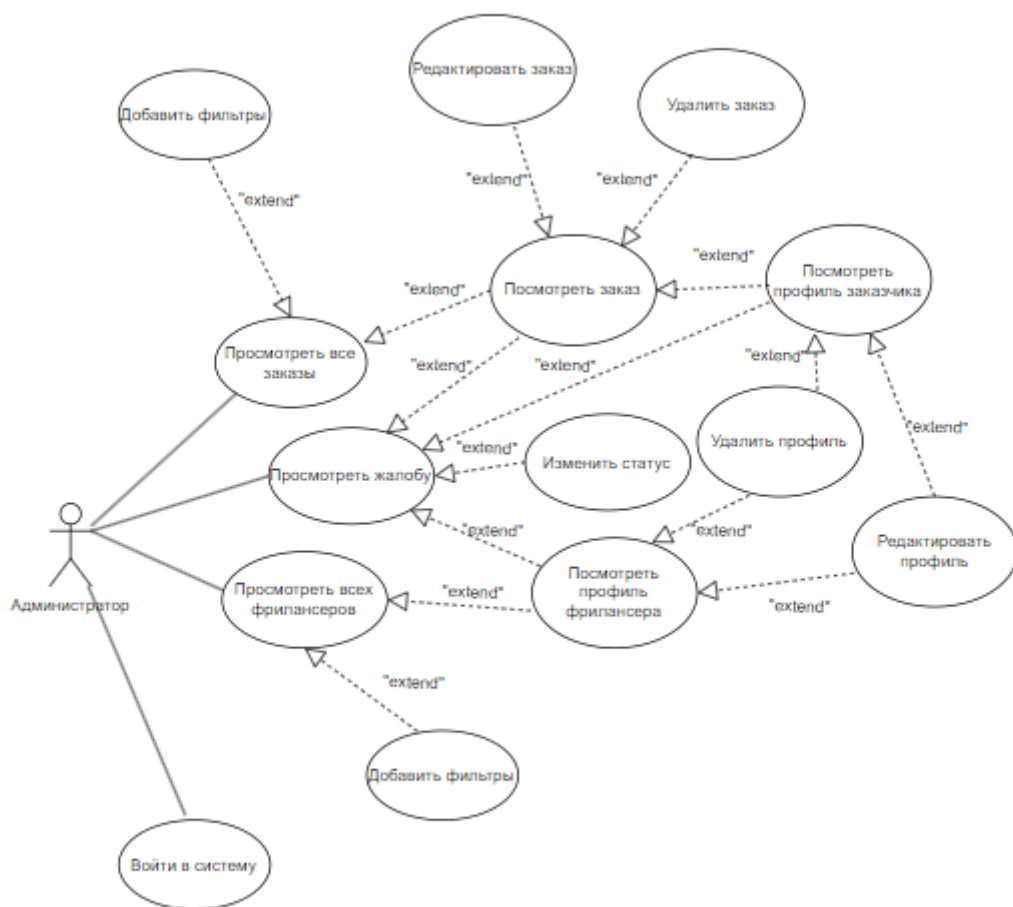 Редактировать заказ
Удалить заказ
Добавить фильтры
"extend"
"extend"
"extend"
"extend"
Посмотреть
профиль заказчика
Посмотреть заказ
"extend"
Просмотреть все
заказы
"extend"
"extend"
"extend"
"extend"
Удалить профиль
"extend"
Изменить статус
Просмотреть жалобу
"extend"
"extend"
Редактировать
профиль
Посмотреть
профиль
фрилансера
Просмотреть всех
фрилансеров
"extend"
"extend"
Администратор
"extend"
Добавить фильтры
Войти в систему